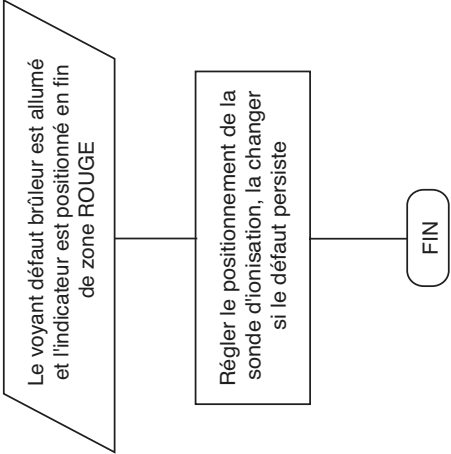 Le voyant défaut brûleur est allumé
et l'indicateur est positionné en fin
de zone ROUGE
Régler le positionnement de la
sonde d'ionisation, la changer
si le défaut persiste
FIN